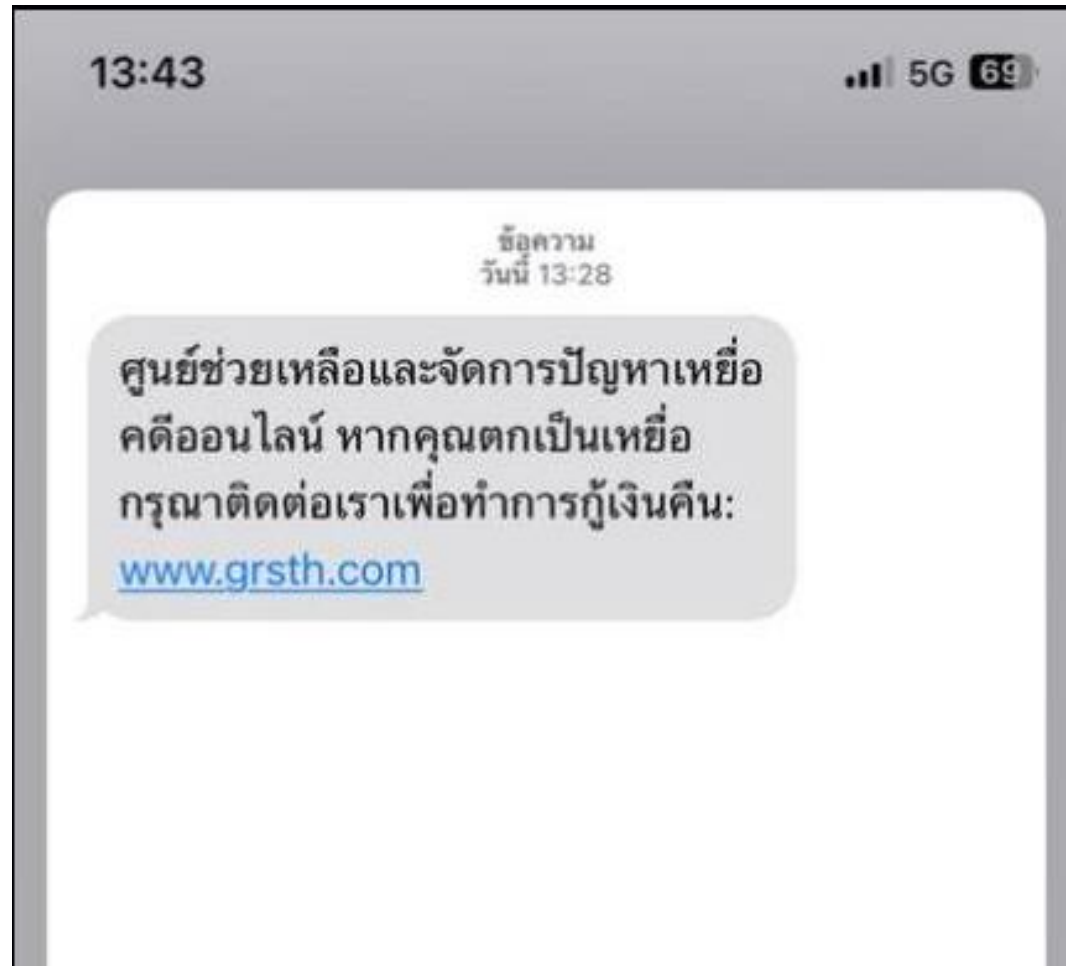 13:43
5G 69
ข้อความ
วันนี้ 13:28
ศูนย์ช่วยเหลือและจัดการปัญหาเหยื่อ
คดีออนไลน์ หากคุณตกเป็นเหยื่อ
กรุณาติดต่อเราเพื่อทำการกู้เงินคืน:
www.grsth.com